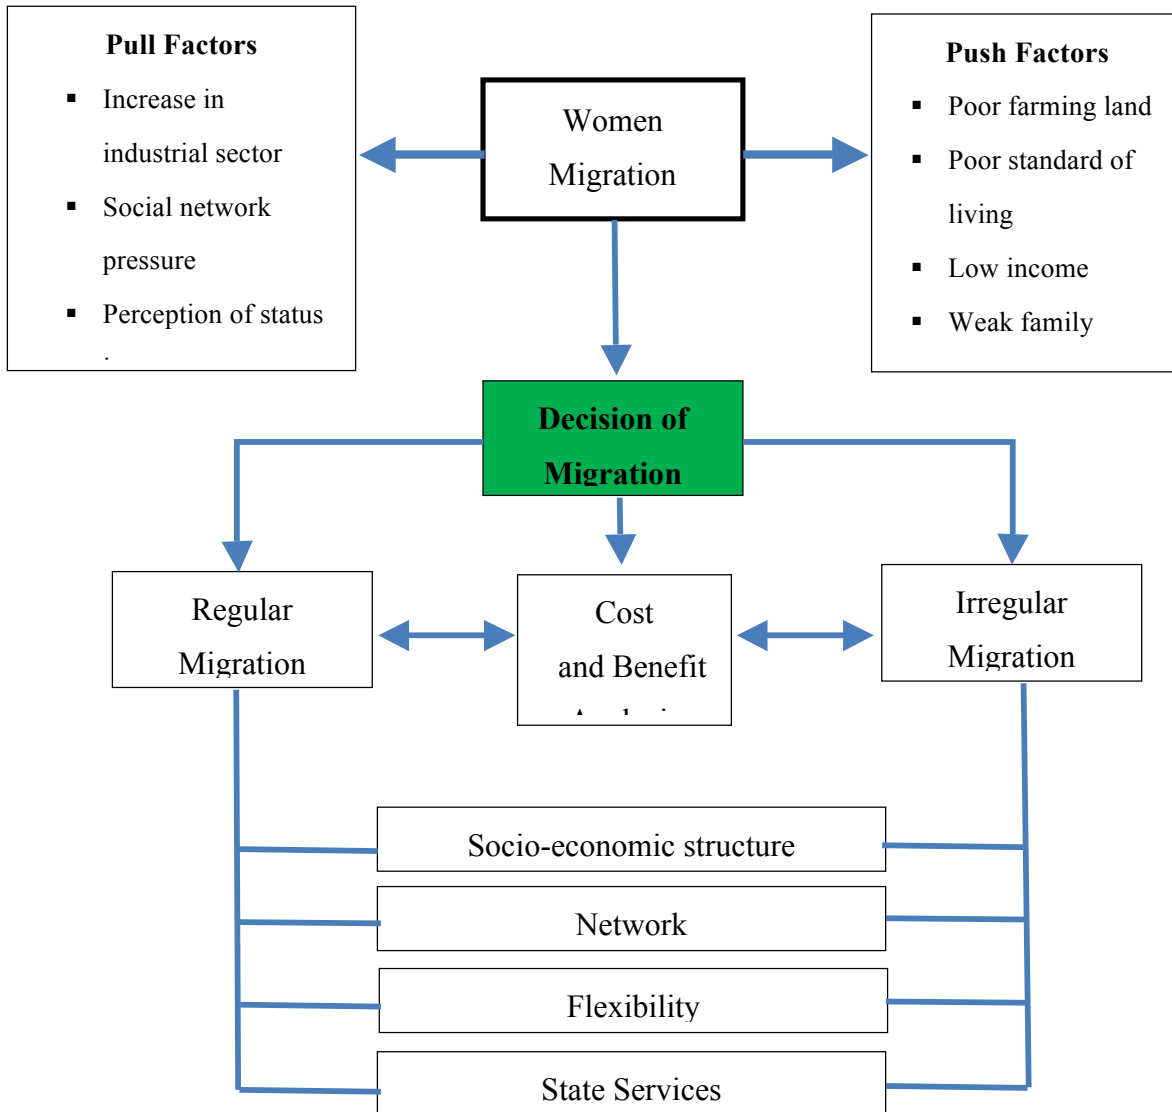 Pull Factors
▪ Increase in
industrial sector
▪ Social network
pressure
▪ Perception of status
Women
Migration
Push Factors
▪ Poor farming land
▪ Poor standard of
living
▪ Low income
▪ Weak family
Decision of
Migration
Regular
Migration
Cost
and Benefit
Irregular
Migration
Socio-economic structure
Network
Flexibility
State Services